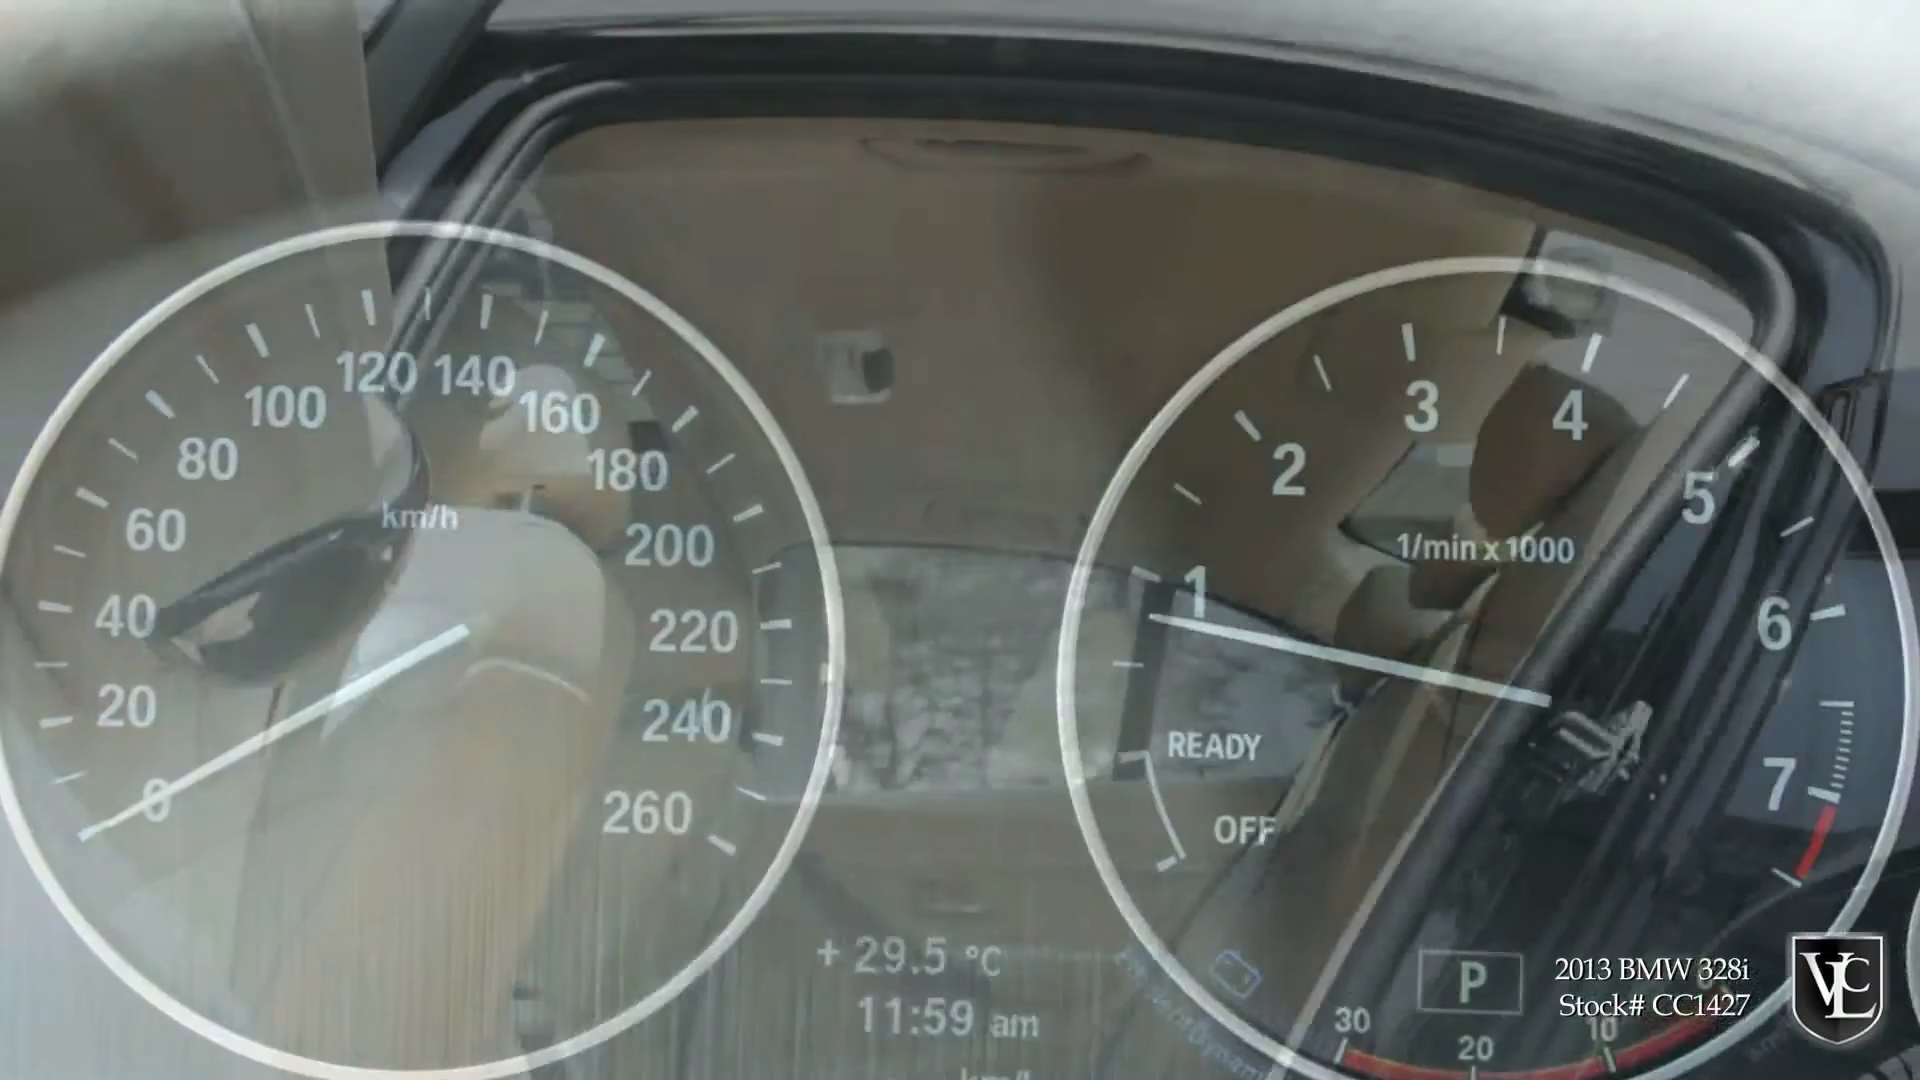 120 140
100 160
80 180
km/h
60 200
40 220
20 240
0 260
3 4
2 5
1/min x 1000
1 6
READY 7
OFF
+ 29.5 °C
11:59 am
km/l
P
30 20 10
2013 BMW 328i
Stock# CC1427
VLC